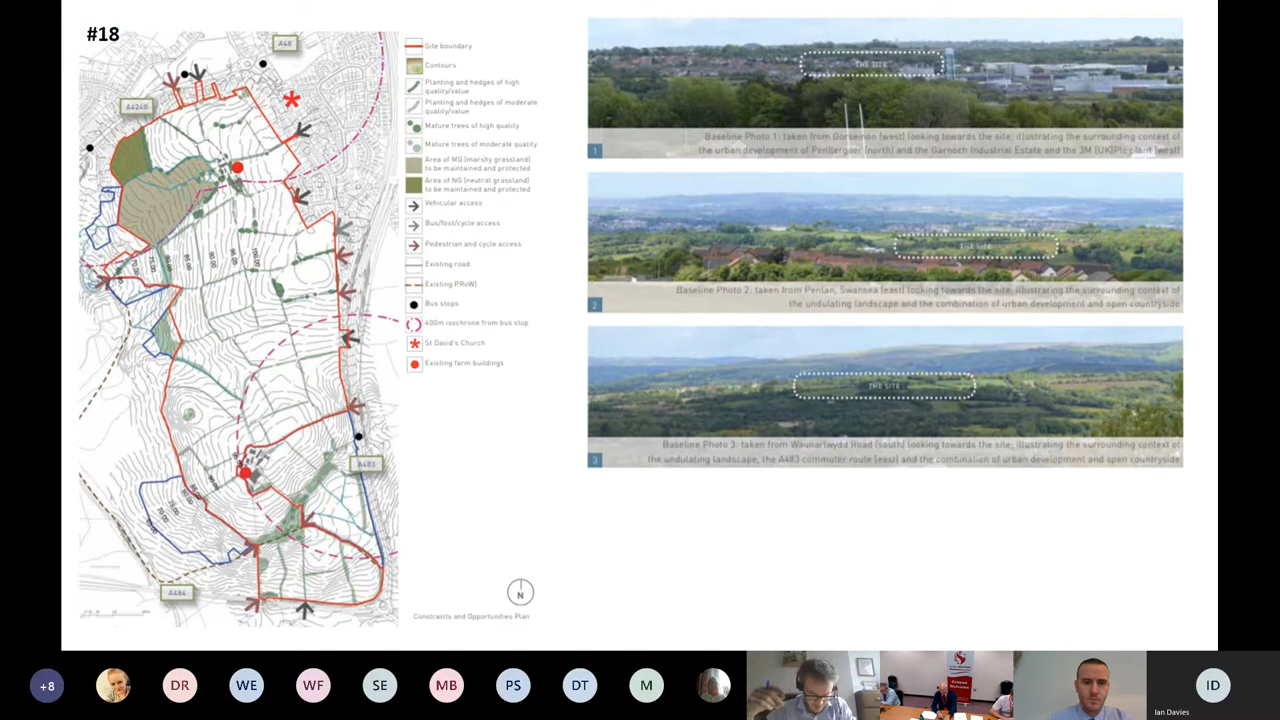 #18
A48
A4240
A483
A484
Site boundary
Contours
Planting and hedges of high
quality/value
Planting and hedges of moderate
quality/value
Mature trees of high quality
Mature trees of moderate quality
Area of MG (marshy grassland)
to be maintained and protected
Area of NG (neutral grassland)
to be maintained and protected
Vehicular access
Bus/foot/cycle access
Pedestrian and cycle access
Existing road
Existing PRoW
Bus stops
400m isochrone from bus stop
St David's Church
Existing farm buildings
N
Constraints and Opportunities Plan
THE SITE
Baseline Photo 1: taken from Gorseinon (west) looking towards the site; illustrating the surrounding context of
the urban development of Penllergaer (north) and the Garnoch Industrial Estate and the 3M (UK)Plc plant (west)
1
THE SITE
Baseline Photo 2: taken from Penlan, Swansea (east) looking towards the site; illustrating the surrounding context of
the undulating landscape and the combination of urban development and open countryside
2
THE SITE
Baseline Photo 3: taken from Waunarlwydd Road (south) looking towards the site; illustrating the surrounding context of
the undulating landscape, the A483 commuter route (east) and the combination of urban development and open countryside
3
+8
DR
WE
WF
SE
MB
PS
DT
M
ID
Ian Davies